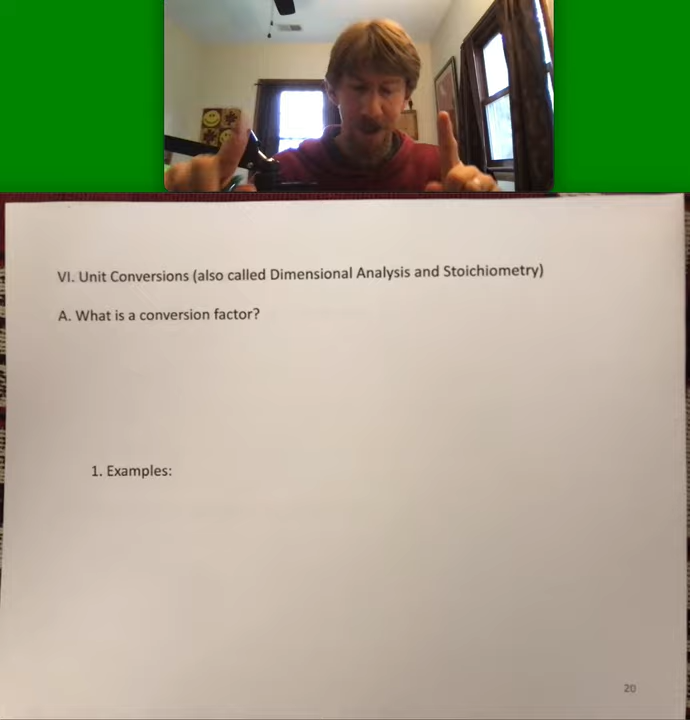 VI. Unit Conversions (also called Dimensional Analysis and Stoichiometry)
A. What is a conversion factor?
1. Examples:
20